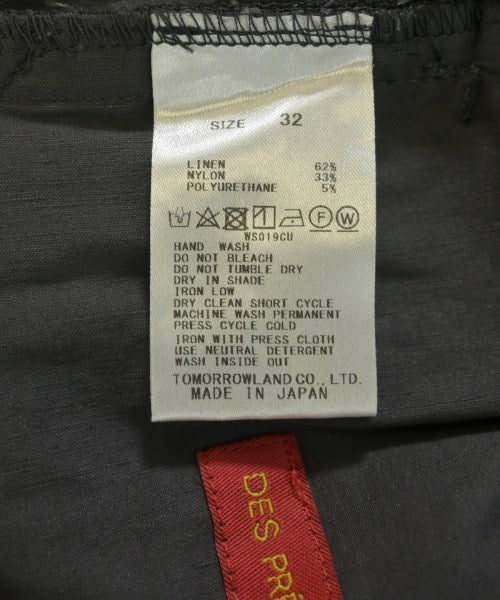 SIZE 32
LINEN 62%
NYLON 33%
POLYURETHANE 5%
F W
WS019CU
HAND WASH
DO NOT BLEACH
DO NOT TUMBLE DRY
DRY IN SHADE
IRON LOW
DRY CLEAN SHORT CYCLE
MACHINE WASH PERMANENT
PRESS CYCLE COLD
IRON WITH PRESS CLOTH
USE NEUTRAL DETERGENT
WASH INSIDE OUT
TOMORROWLAND CO., LTD.
MADE IN JAPAN
DES PRÉ